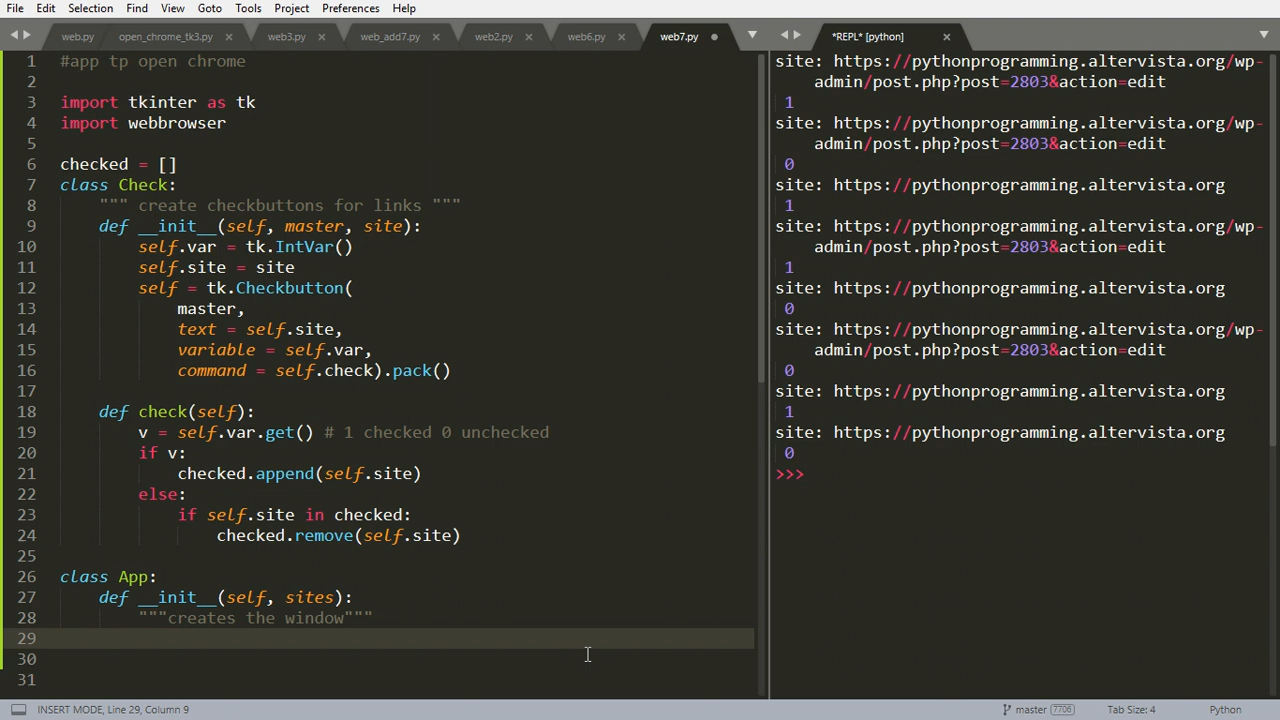 File Edit Selection Find View Goto Tools Project Preferences Help
web.py open_chrome_tk3.py web3.py web_add7.py web2.py web6.py web7.py *REPL* [python]
1 #app tp open chrome
2
3 import tkinter as tk
4 import webbrowser
5
6 checked = []
7 class Check:
8 """ create checkbuttons for links """
9 def __init__(self, master, site):
10 self.var = tk.IntVar()
11 self.site = site
12 self = tk.Checkbutton(
13 master,
14 text = self.site,
15 variable = self.var,
16 command = self.check).pack()
17
18 def check(self):
19 v = self.var.get() # 1 checked 0 unchecked
20 if v:
21 checked.append(self.site)
22 else:
23 if self.site in checked:
24 checked.remove(self.site)
25
26 class App:
27 def __init__(self, sites):
28 """creates the window"""
29
30
31
site: https://pythonprogramming.altervista.org/wp-
admin/post.php?post=2803&action=edit
1
site: https://pythonprogramming.altervista.org/wp-
admin/post.php?post=2803&action=edit
0
site: https://pythonprogramming.altervista.org
1
site: https://pythonprogramming.altervista.org/wp-
admin/post.php?post=2803&action=edit
1
site: https://pythonprogramming.altervista.org
0
site: https://pythonprogramming.altervista.org/wp-
admin/post.php?post=2803&action=edit
0
site: https://pythonprogramming.altervista.org
1
site: https://pythonprogramming.altervista.org
0
>>>
INSERT MODE, Line 29, Column 9 master 7706 Tab Size: 4 Python